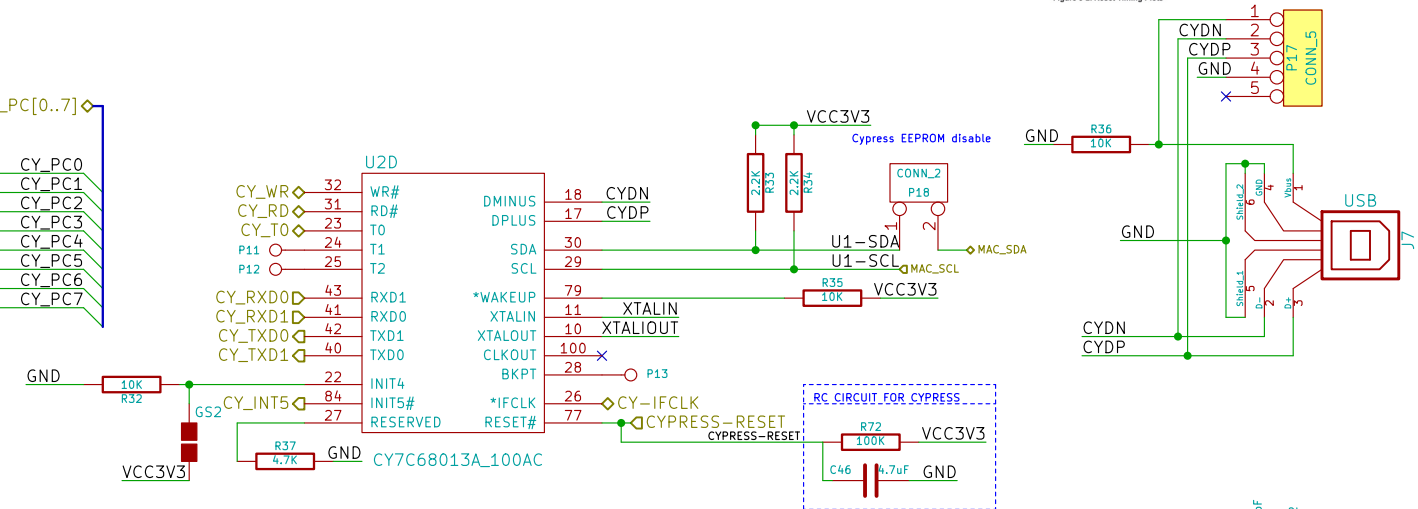 _PC[0..7]
CY_PC0
CY_PC1
CY_PC2
CY_PC3
CY_PC4
CY_PC5
CY_PC6
CY_PC7
U2D
CY_WR 32 WR#
CY_RD 31 RD#
CY_T0 23 T0
P11 24 T1
P12 25 T2
CY_RXD0 43 RXD1
CY_RXD1 41 RXD0
CY_TXD0 42 TXD1
CY_TXD1 40 TXD0
22 INIT4
CY_INT5 84 INIT5#
27 RESERVED
DMINUS 18 CYDN
DPLUS 17 CYDP
SDA 30 U1-SDA
SCL 29 U1-SCL
*WAKEUP 79
XTALIN 11 XTALIN
XTALOUT 10 XTALIOUT
CLKOUT 100
BKPT 28 P13
*IFCLK 26 CY-IFCLK
RESET# 77 CYPRESS-RESET
CY7C68013A_100AC
GND
10K
R32
GS2
VCC3V3
R37
4.7K
GND
VCC3V3
2.2K
R33
2.2K
R34
Cypress EEPROM disable
CONN_2
P18
1
2
MAC_SDA
MAC_SCL
R35
10K
VCC3V3
RC CIRCUIT FOR CYPRESS
CYPRESS-RESET
R72
100K
VCC3V3
C46
4.7uF
GND
1
CYDN 2
CYDP 3
GND 4
5
P17
CONN_5
GND
R36
10K
Shield_2
6
GND
4
Vbus
1
USB
J7
GND
Shield_1
5
D-
2
D+
3
CYDN
CYDP